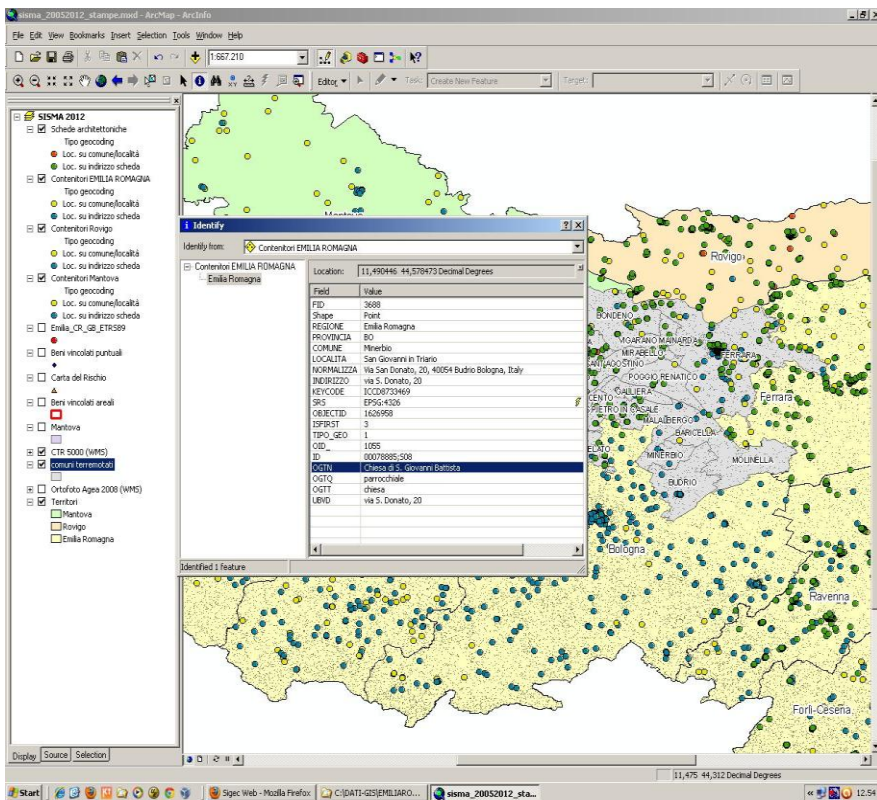 sisma_20052012_stampe.mxd - ArcMap - ArcInfo
File Edit View Bookmarks Insert Selection Tools Window Help
1:667.210
Editor Task: Create New Feature Target:
SISMA 2012
Schede architettoniche
Tipo geocoding
Loc. su comune/località
Loc. su indirizzo scheda
Contenitori EMILIA ROMAGNA
Tipo geocoding
Loc. su comune/località
Loc. su indirizzo scheda
Contenitori Rovigo
Tipo geocoding
Loc. su comune/località
Loc. su indirizzo scheda
Contenitori Mantova
Tipo geocoding
Loc. su comune/località
Loc. su indirizzo scheda
Emilia_CR_GB_ETRS89
Beni vincolati puntuali
Carta del Rischio
Beni vincolati areali
Mantova
CTR 5000 (WMS)
comuni terremotati
Ortofoto Agea 2008 (WMS)
Territori
Mantova
Rovigo
Emilia Romagna
Display Source Selection
Identify
Identify from: Contenitori EMILIA ROMAGNA
Contenitori EMILIA ROMAGNA
Emilia Romagna
Location: 11,490446 44,578473 Decimal Degrees
Field Value
FID 3688
Shape Point
REGIONE Emilia Romagna
PROVINCIA BO
COMUNE Minerbio
LOCALITA San Giovanni in Triario
NORMALIZZA Via San Donato, 20, 40054 Budrio Bologna, Italy
INDIRIZZO via S. Donato, 20
KEYCODE ICCD8733469
SRS EPSG:4326
OBJECTID 1626958
ISFIRST 3
TIPO_GEO 1
OID_ 1055
ID 00078885;S08
OGTN Chiesa di S. Giovanni Battista
OGTQ parrocchiale
OGTT chiesa
UBVD via S. Donato, 20
Identified 1 feature
Rovigo
BONDENO
VIGARANO MAINARDA
MIRABELLO
FERRARA
SANT'AGOSTINO
POGGIO RENATICO
GALLIERA
CENTO
Ferrara
PIETRO IN CASALE
MALALBERGO
BARICELLA
MINERBIO
MOLINELLA
BUDRIO
Bologna
Ravenna
Forlì-Cesena
11,475 44,312 Decimal Degrees
Start
Sigec Web - Mozilla Firefox
C:\DATI-GIS\EMILIARO...
sisma_20052012_sta...
12.54